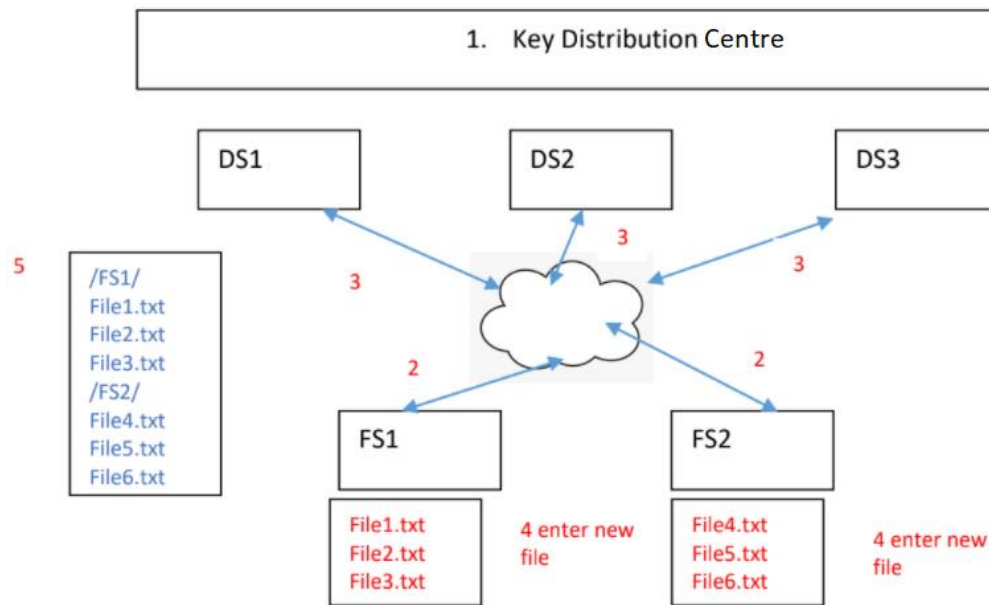 1. Key Distribution Centre
DS1
DS2
DS3
3
3
3
5
/FS1/
File1.txt
File2.txt
File3.txt
/FS2/
File4.txt
File5.txt
File6.txt
2
2
FS1
FS2
File1.txt
File2.txt
File3.txt
4 enter new
file
File4.txt
File5.txt
File6.txt
4 enter new
file